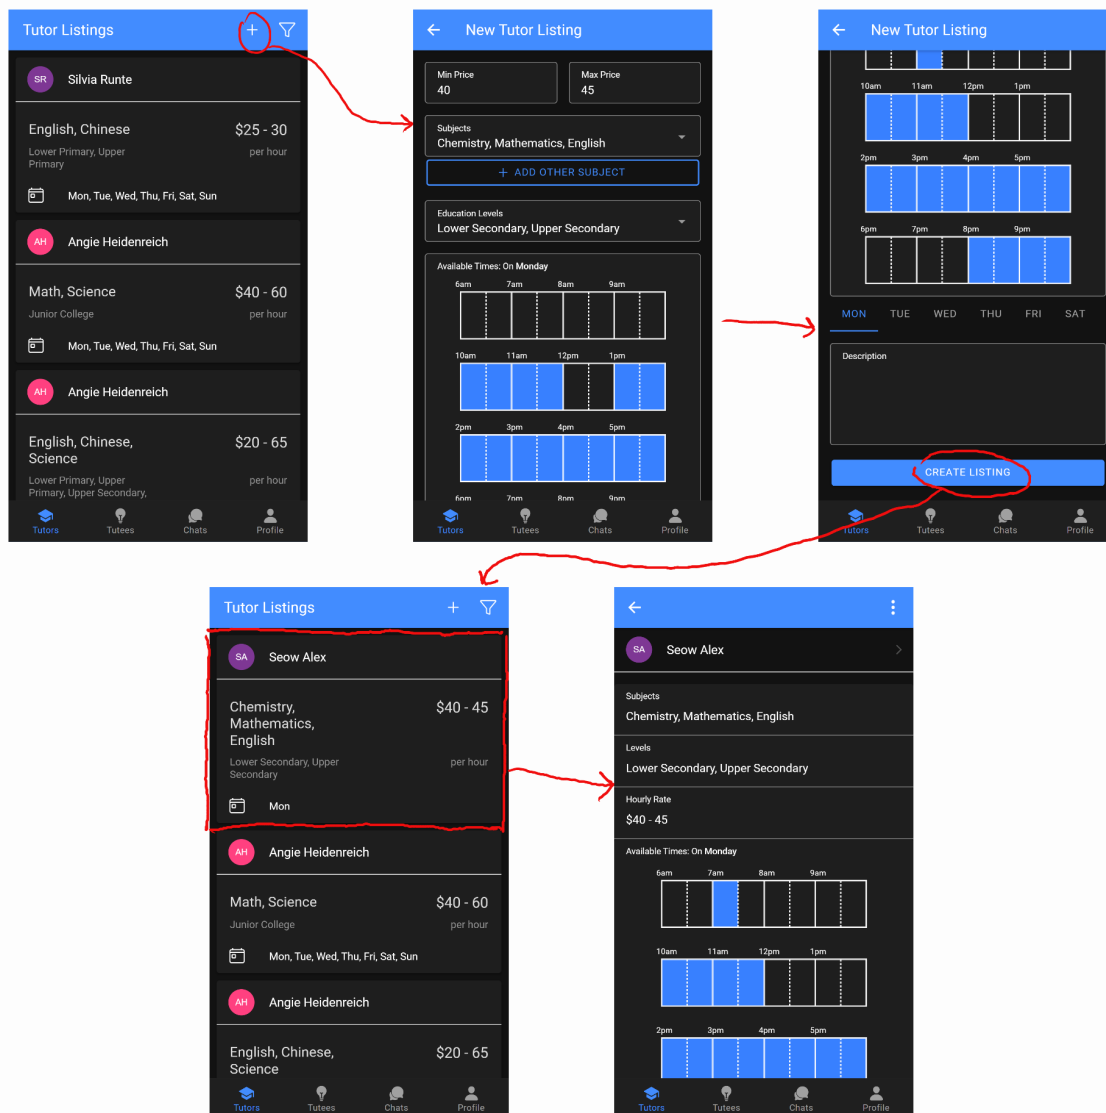 Tutor Listings
SR Silvia Runte
English, Chinese $25 - 30
Lower Primary, Upper per hour
Primary
Mon, Tue, Wed, Thu, Fri, Sat, Sun
AH Angie Heidenreich
Math, Science $40 - 60
Junior College per hour
Mon, Tue, Wed, Thu, Fri, Sat, Sun
AH Angie Heidenreich
English, Chinese, $20 - 65
Science
Lower Primary, Upper per hour
Primary, Upper Secondary,
Tutors Tutees Chats Profile
New Tutor Listing
Min Price Max Price
40 45
Subjects
Chemistry, Mathematics, English
+ ADD OTHER SUBJECT
Education Levels
Lower Secondary, Upper Secondary
Available Times: On Monday
6am 7am 8am 9am
10am 11am 12pm 1pm
2pm 3pm 4pm 5pm
6pm 7pm 8pm 9pm
Tutors Tutees Chats Profile
New Tutor Listing
10am 11am 12pm 1pm
2pm 3pm 4pm 5pm
6pm 7pm 8pm 9pm
MON TUE WED THU FRI SAT
Description
CREATE LISTING
Tutors Tutees Chats Profile
Tutor Listings
SA Seow Alex
Chemistry, $40 - 45
Mathematics,
English
Lower Secondary, Upper per hour
Secondary
Mon
AH Angie Heidenreich
Math, Science $40 - 60
Junior College per hour
Mon, Tue, Wed, Thu, Fri, Sat, Sun
AH Angie Heidenreich
English, Chinese, $20 - 65
Science
Tutors Tutees Chats Profile
SA Seow Alex
Subjects
Chemistry, Mathematics, English
Levels
Lower Secondary, Upper Secondary
Hourly Rate
$40 - 45
Available Times: On Monday
6am 7am 8am 9am
10am 11am 12pm 1pm
2pm 3pm 4pm 5pm
Tutors Tutees Chats Profile